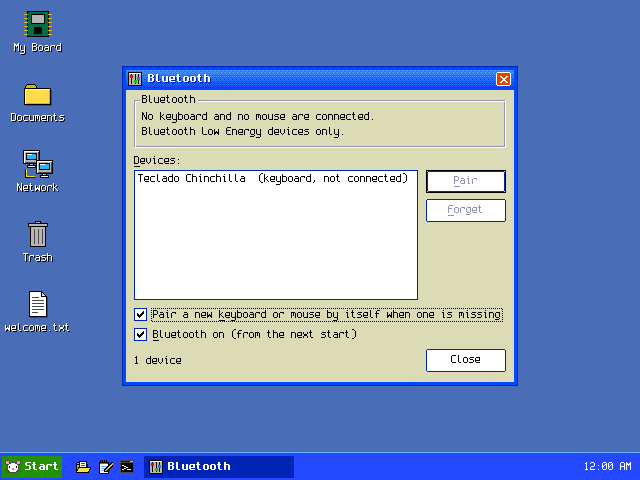 My Board
Documents
Network
Trash
welcome.txt
Bluetooth
Bluetooth
No keyboard and no mouse are connected.
Bluetooth Low Energy devices only.
Devices:
Teclado Chinchilla (keyboard, not connected)
Pair
Forget
Pair a new keyboard or mouse by itself when one is missing
Bluetooth on (from the next start)
1 device
Close
Start
Bluetooth
12:00 AM